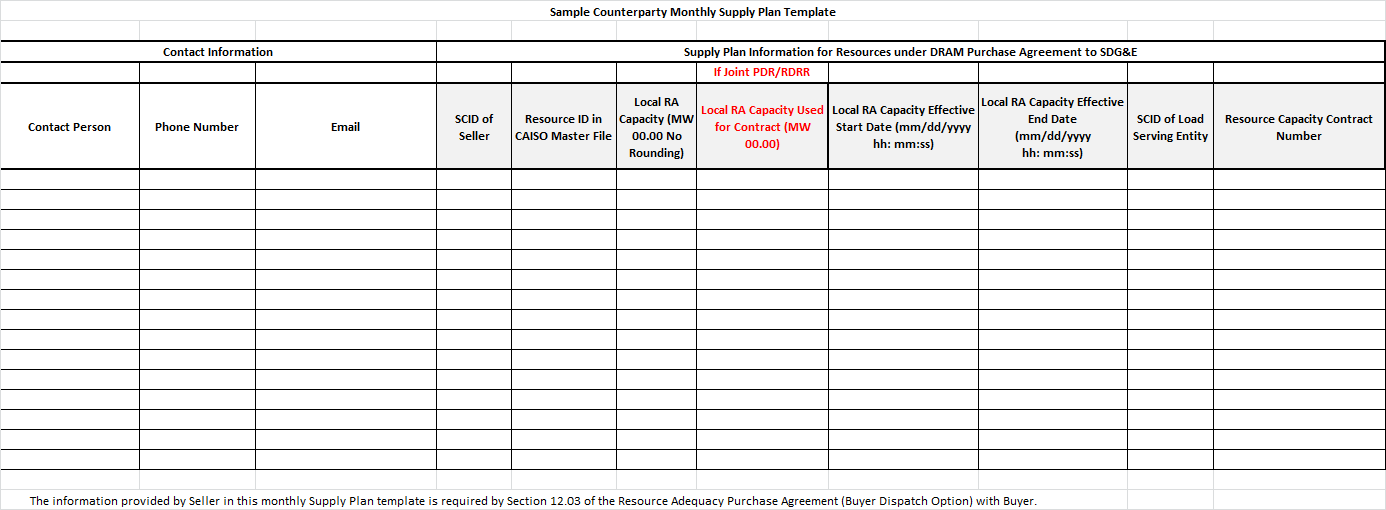 Sample Counterparty Monthly Supply Plan Template
Contact Information
Supply Plan Information for Resources under DRAM Purchase Agreement to SDG&E
If Joint PDR/RDRR
Contact Person
Phone Number
Email
SCID of
Seller
Resource ID in
CAISO Master File
Local RA
Capacity (MW
00.00 No
Rounding)
Local RA Capacity Used
for Contract (MW
00.00)
Local RA Capacity Effective
Start Date (mm/dd/yyyy
hh: mm:ss)
Local RA Capacity Effective
End Date
(mm/dd/yyyy
hh: mm:ss)
SCID of Load
Serving Entity
Resource Capacity Contract
Number
The information provided by Seller in this monthly Supply Plan template is required by Section 12.03 of the Resource Adequacy Purchase Agreement (Buyer Dispatch Option) with Buyer.